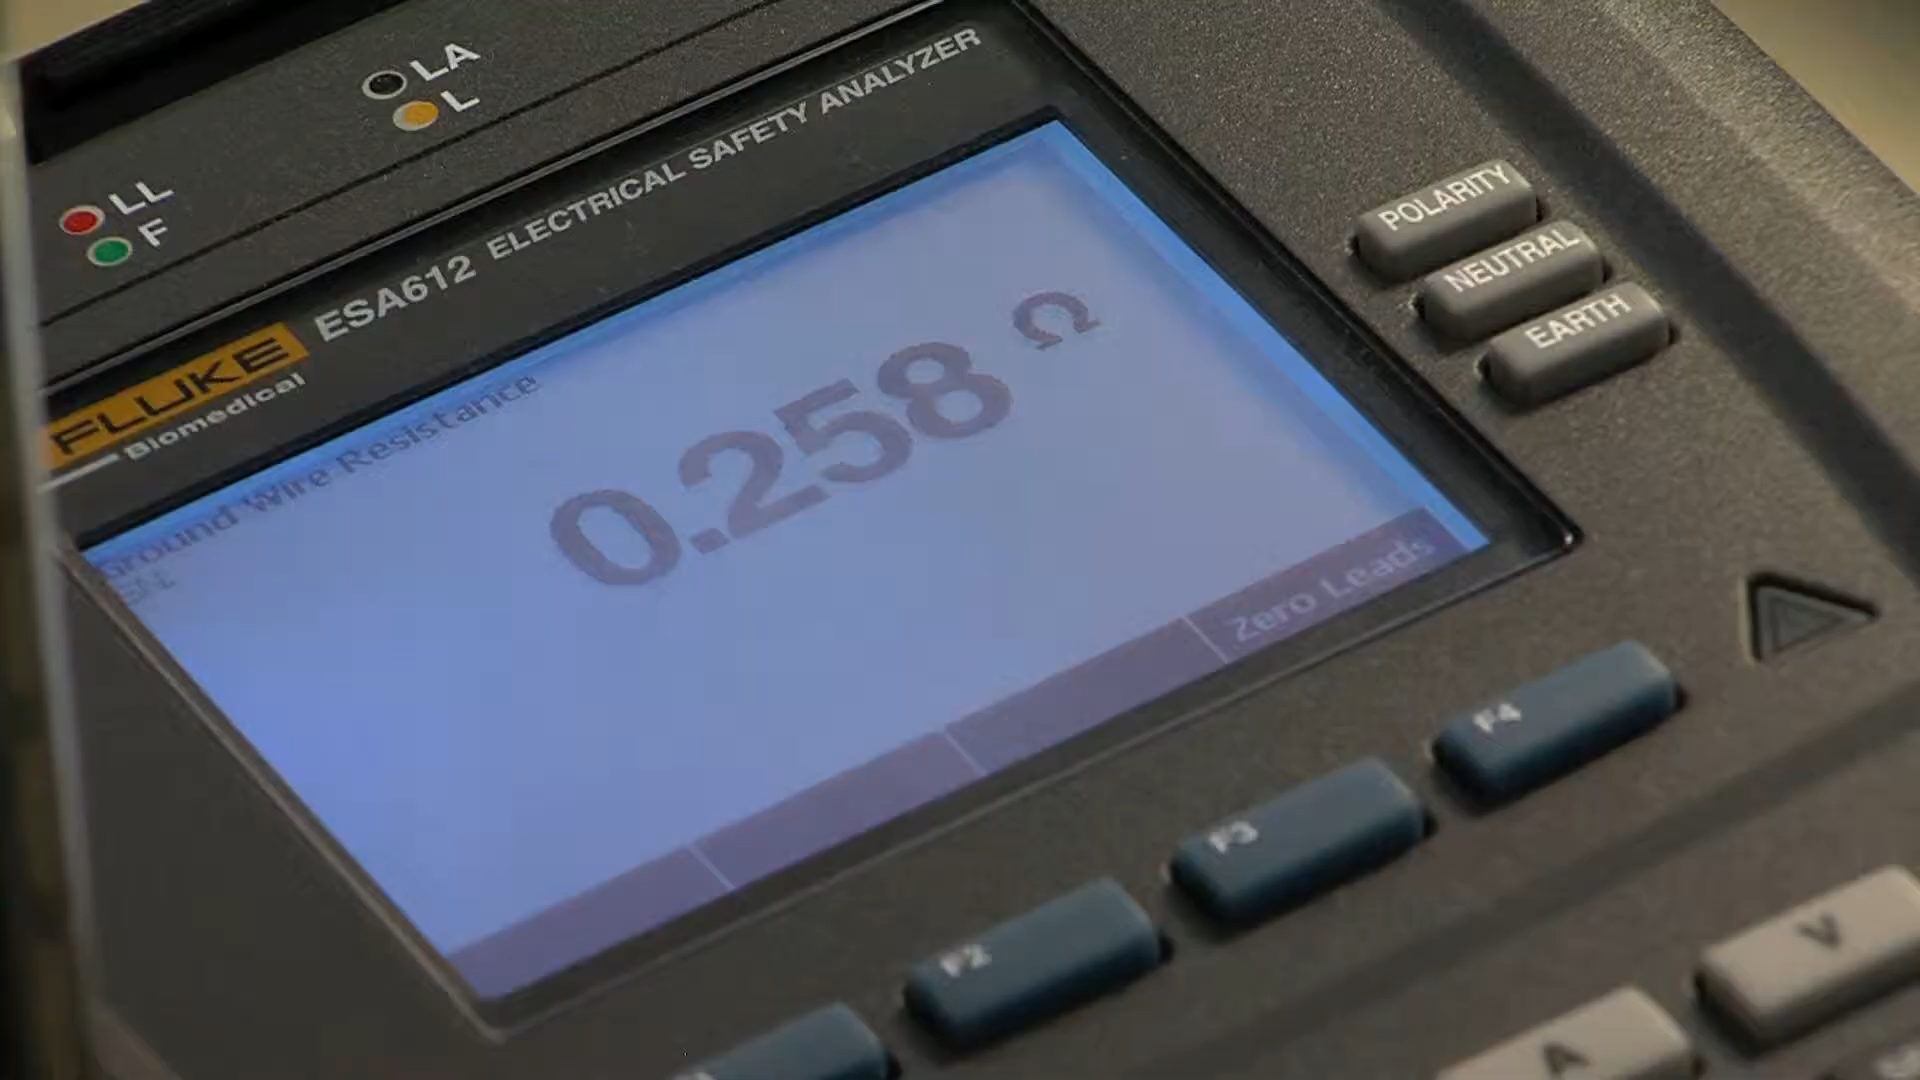 LA
L
LL
F
FLUKE
Biomedical
ESA612 ELECTRICAL SAFETY ANALYZER
Ground Wire Resistance
0.258 Ω
Zero Leads
POLARITY
NEUTRAL
EARTH
F4
F3
F2
V
A